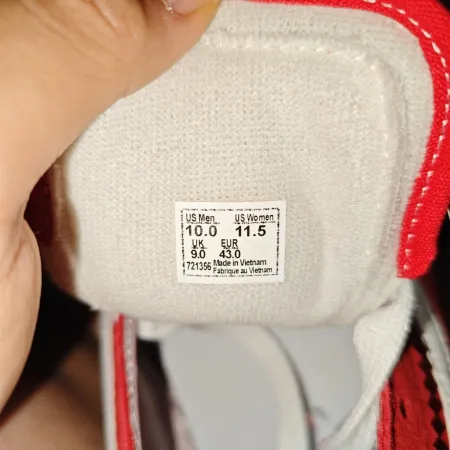 US Men US Women
10.0 11.5
UK EUR
9.0 43.0
721356 Made in Vietnam
Fabrique au Vietnam